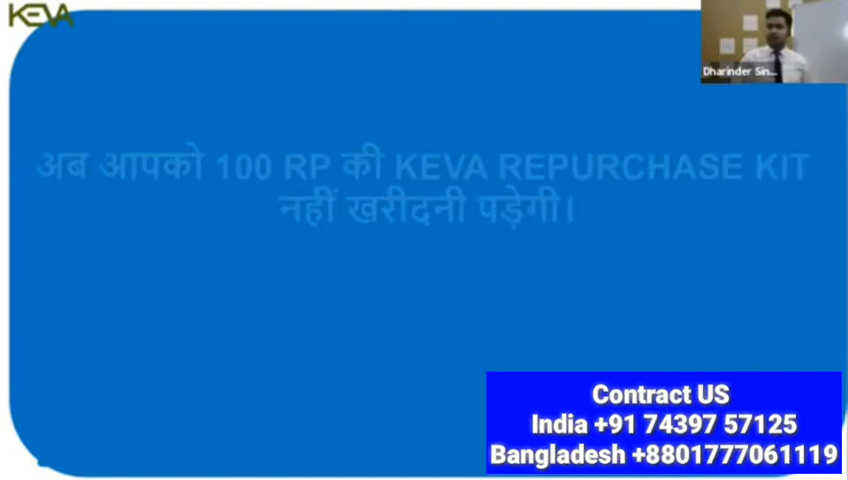 KEVA
Dharinder Sin...
अब आपको 100 RP की KEVA REPURCHASE KIT
नहीं खरीदनी पड़ेगी।
Contract US
India +91 74397 57125
Bangladesh +8801777061119